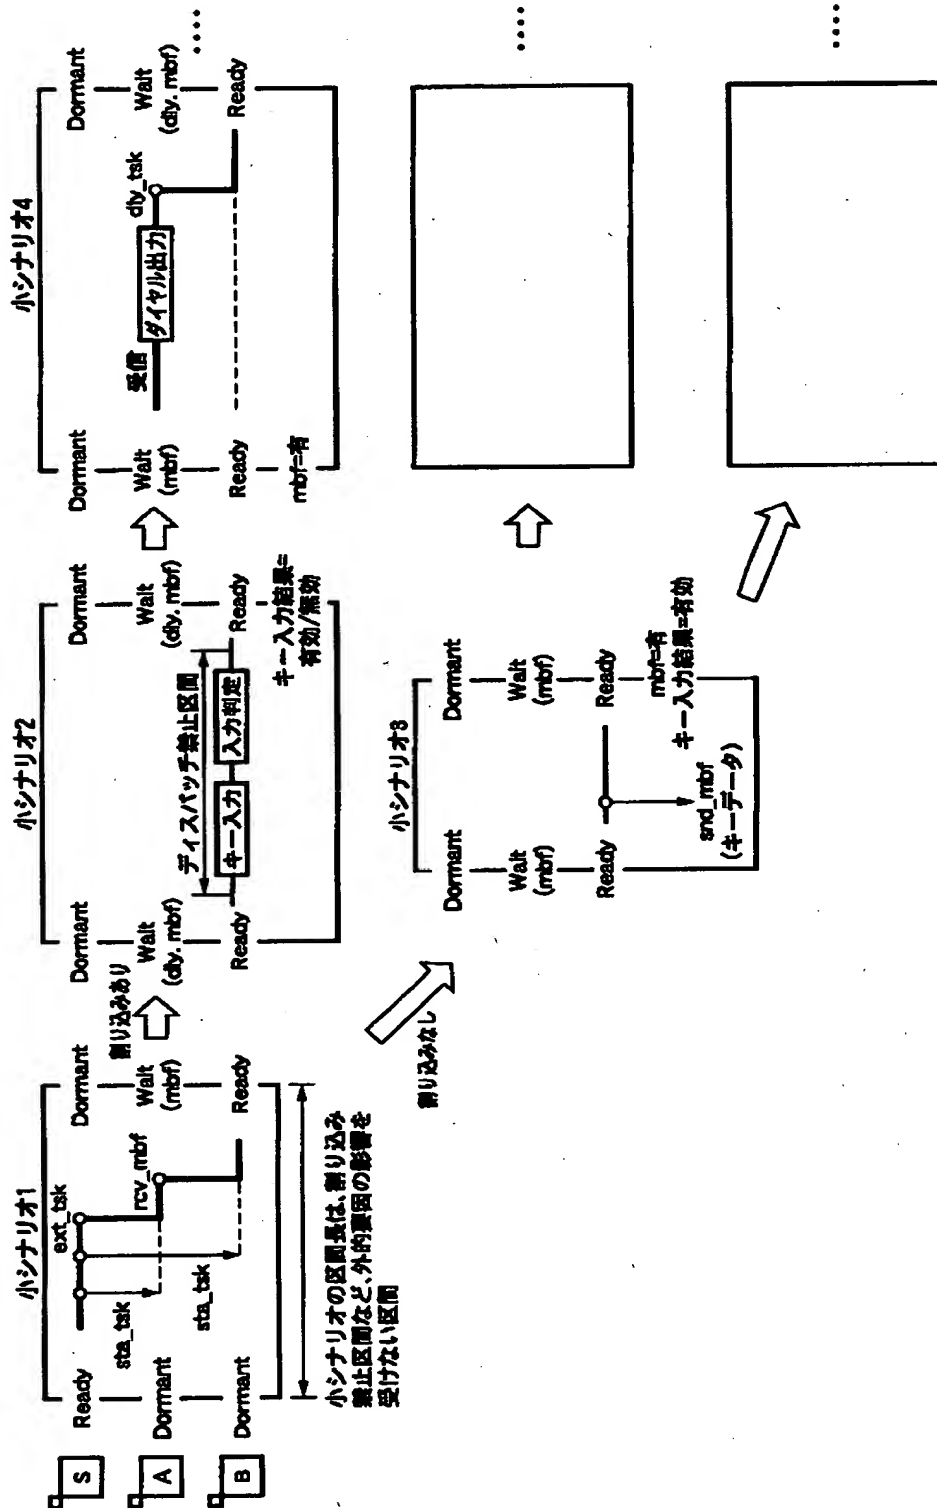 S
A
B
小シナリオ1
Ready
Dormant
Dormant
sta_tsk
sta_tsk
ext_tsk
rcv_mbf
Dormant
Wait
(mbf)
Ready
小シナリオの区間長は、割り込み
禁止区間など、外的要因の影響を
受けない区間
割り込みあり
割り込みなし
小シナリオ2
Dormant
Wait
(dly. mbf)
Ready
ディスパッチ禁止区間
キー入力
入力判定
Dormant
Wait
(dly. mbf)
Ready
キー入力結果=
有効/無効
小シナリオ3
Dormant
Wait
(mbf)
Ready
snd_mbf
(キーデータ)
Dormant
Wait
(mbf)
Ready
mbf=有
キー入力結果=有効
小シナリオ4
Dormant
Wait
(mbf)
Ready
mbf=有
受信
ダイヤル出力
dly_tsk
Dormant
Wait
(dly. mbf)
Ready
....
....
....